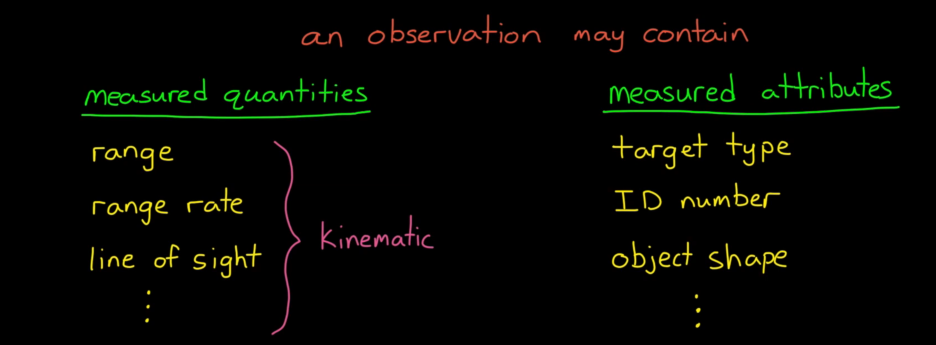 an observation may contain
measured quantities
range
range rate
line of sight
kinematic
measured attributes
target type
ID number
object shape